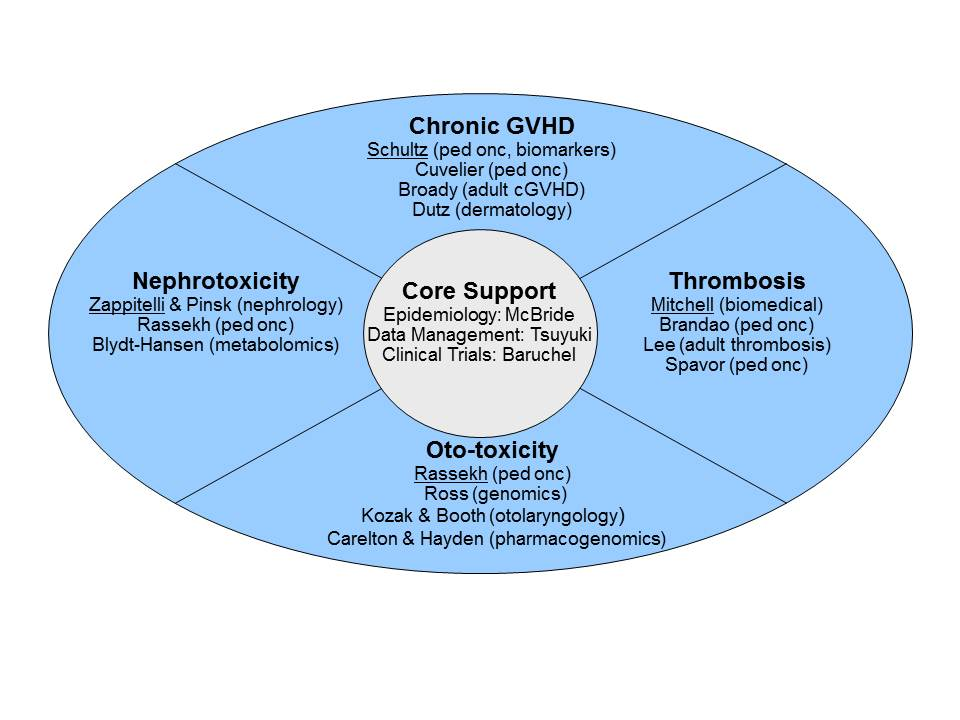 Chronic GVHD
Schultz (ped onc, biomarkers)
Cuvelier (ped onc)
Broady (adult cGVHD)
Dutz (dermatology)
Nephrotoxicity
Zappitelli & Pinsk (nephrology)
Rassekh (ped onc)
Blydt-Hansen (metabolomics)
Core Support
Epidemiology: McBride
Data Management: Tsuyuki
Clinical Trials: Baruchel
Thrombosis
Mitchell (biomedical)
Brandao (ped onc)
Lee (adult thrombosis)
Spavor (ped onc)
Oto-toxicity
Rassekh (ped onc)
Ross (genomics)
Kozak & Booth (otolaryngology)
Carelton & Hayden (pharmacogenomics)